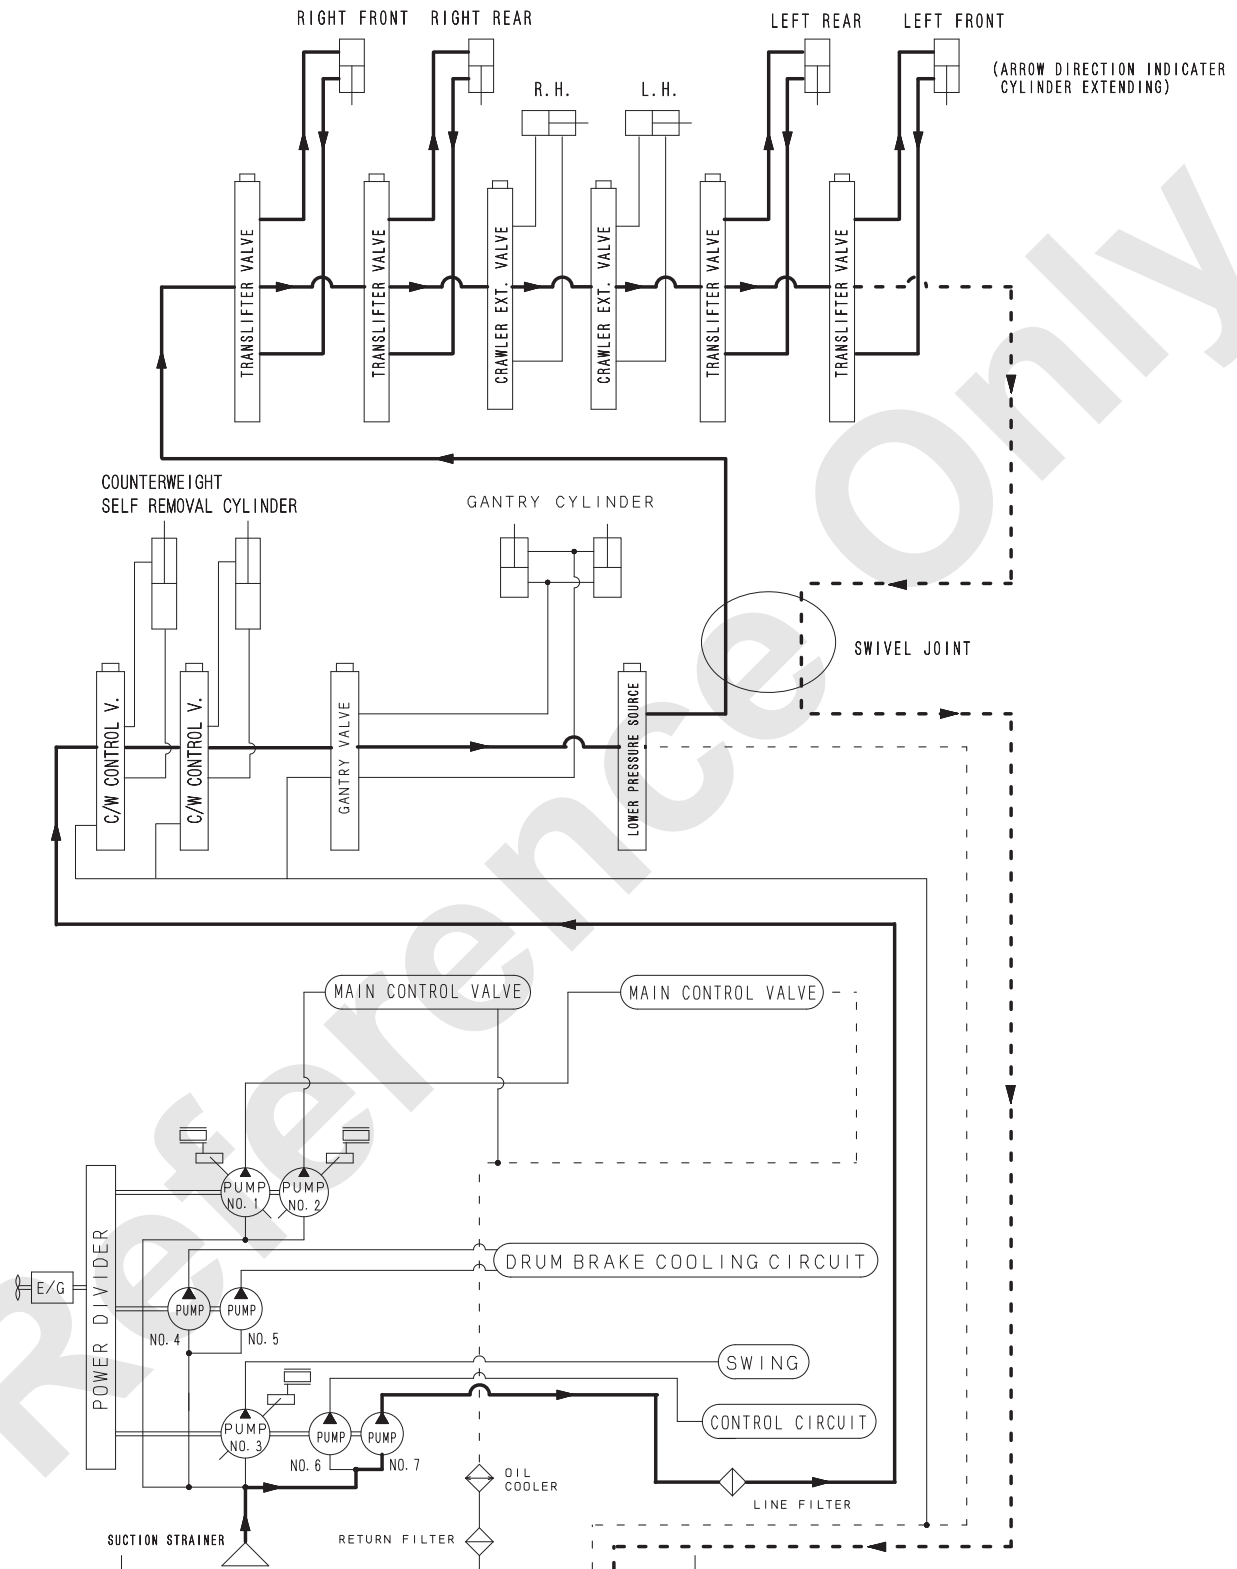 RIGHT FRONT
RIGHT REAR
LEFT REAR
LEFT FRONT
(ARROW DIRECTION INDICATER
CYLINDER EXTENDING)
R.H.
L.H.
TRANSLIFTER VALVE
TRANSLIFTER VALVE
CRAWLER EXT. VALVE
CRAWLER EXT. VALVE
TRANSLIFTER VALVE
TRANSLIFTER VALVE
COUNTERWEIGHT
SELF REMOVAL CYLINDER
GANTRY CYLINDER
SWIVEL JOINT
C/W CONTROL V.
C/W CONTROL V.
GANTRY VALVE
LOWER PRESSURE SOURCE
MAIN CONTROL VALVE
MAIN CONTROL VALVE
PUMP
NO. 1
PUMP
NO. 2
POWER DIVIDER
E/G
DRUM BRAKE COOLING CIRCUIT
PUMP
NO. 4
PUMP
NO. 5
SWING
PUMP
NO. 3
PUMP
NO. 6
PUMP
NO. 7
CONTROL CIRCUIT
OIL
COOLER
LINE FILTER
SUCTION STRAINER
RETURN FILTER
Reference Only